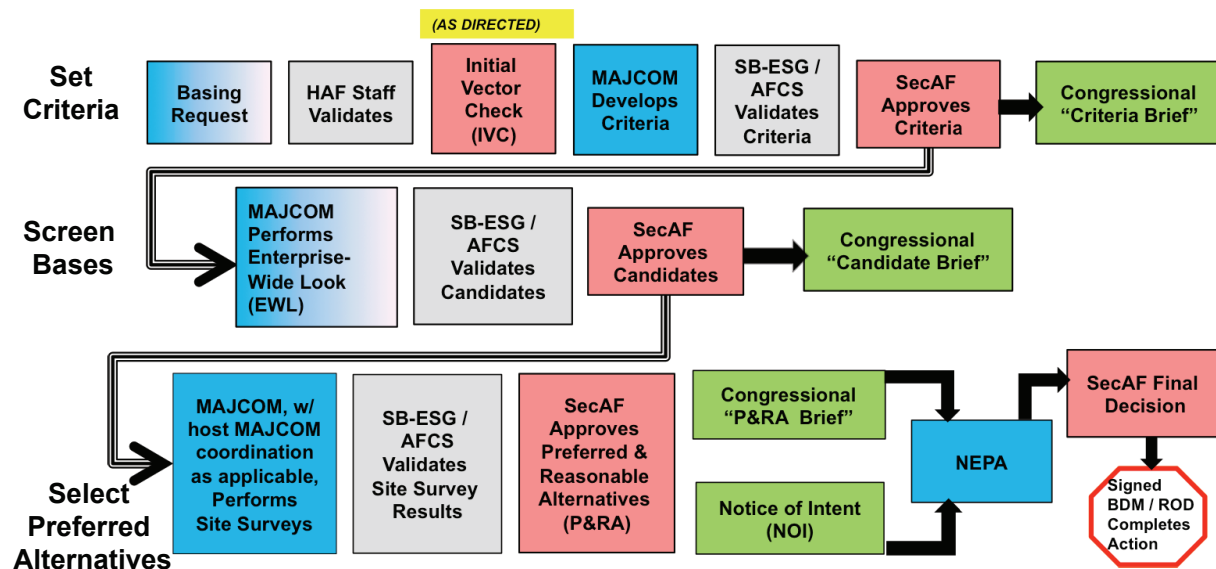 (AS DIRECTED)
Set
Criteria
Basing
Request
HAF Staff
Validates
Initial
Vector
Check
(IVC)
MAJCOM
Develops
Criteria
SB-ESG /
AFCS
Validates
Criteria
SecAF
Approves
Criteria
Congressional
“Criteria Brief”
Screen
Bases
MAJCOM
Performs
Enterprise-
Wide Look
(EWL)
SB-ESG /
AFCS
Validates
Candidates
SecAF
Approves
Candidates
Congressional
“Candidate Brief”
Select
Preferred
Alternatives
MAJCOM, w/
host MAJCOM
coordination
as applicable,
Performs
Site Surveys
SB-ESG /
AFCS
Validates
Site Survey
Results
SecAF
Approves
Preferred &
Reasonable
Alternatives
(P&RA)
Congressional
“P&RA Brief”
Notice of Intent
(NOI)
NEPA
SecAF Final
Decision
Signed
BDM / ROD
Completes
Action